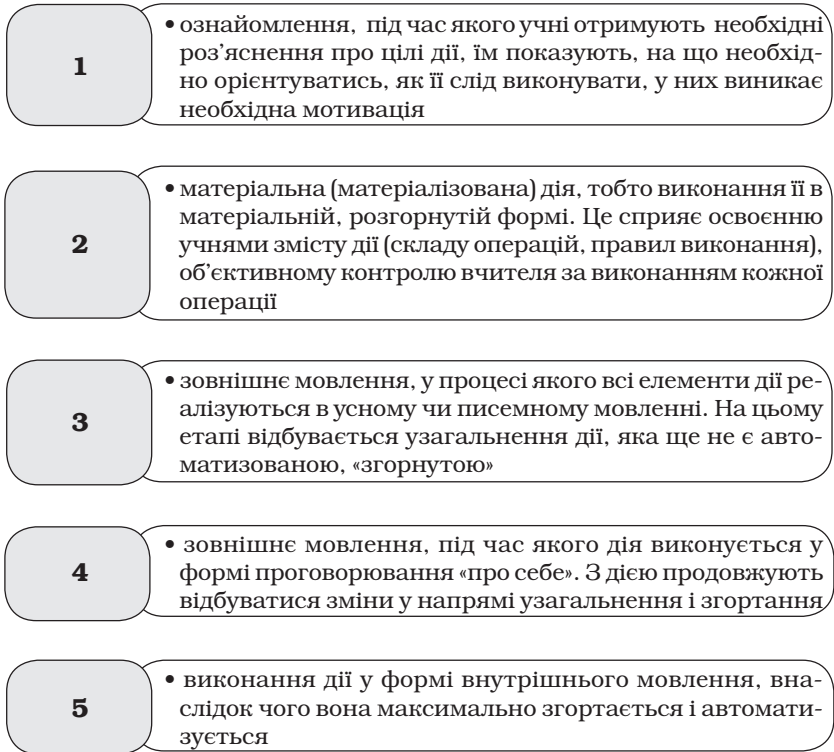 • ознайомлення, під час якого учні отримують необхідні
роз'яснення про цілі дії, їм показують, на що необхід-
1
но орієнтуватись, як її слід виконувати, у них виникає
необхідна мотивація
• матеріальна (матеріалізована) дія, тобто виконання її в
матеріальній, розгорнутій формі. Це сприяє освоєнню
2
учнями змісту дії (складу операцій, правил виконання),
об’єктивному контролю вчителя за виконанням кожної
операції
• зовнішнє мовлення, у процесі якого всі елементи дії ре-
алізуються в усному чи писемному мовленні. На цьому
3
етапі відбувається узагальнення дії, яка ще не є авто-
матизованою, «згорнутою»
• зовнішнє мовлення, під час якого дія виконується у
4
формі проговорювання «про себе». З дією продовжують
відбуватися зміни у напрямі узагальнення і згортання
• виконання дії у формі внутрішнього мовлення, вна-
5
слідок чого вона максимально згортається і автомати-
зується